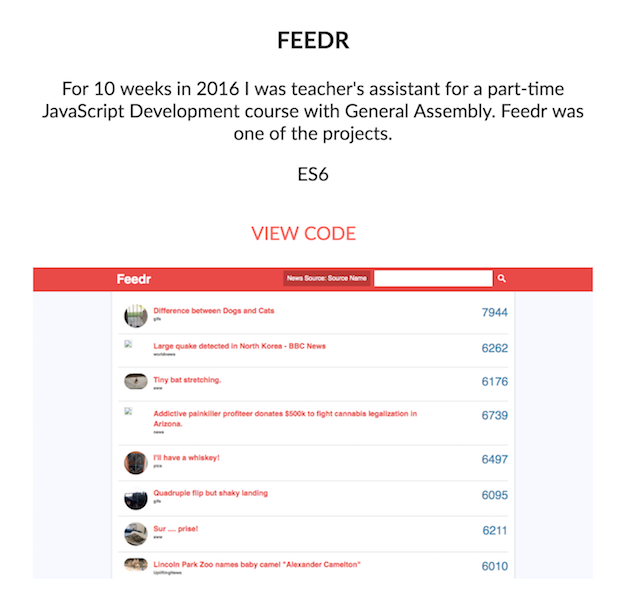 FEEDR
For 10 weeks in 2016 I was teacher's assistant for a part-time
JavaScript Development course with General Assembly. Feedr was
one of the projects.
ES6
VIEW CODE
Feedr News Source: Source Name
Difference between Dogs and Cats 7944
gifs
Large quake detected in North Korea - BBC News 6262
worldnews
Tiny bat stretching. 6176
aww
Addictive painkiller profiteer donates $500k to fight cannabis legalization in 6739
Arizona.
news
I'll have a whiskey! 6497
pics
Quadruple flip but shaky landing 6095
gifs
Sur .... prise! 6211
aww
Lincoln Park Zoo names baby camel "Alexander Camelton" 6010
UpliftingNews